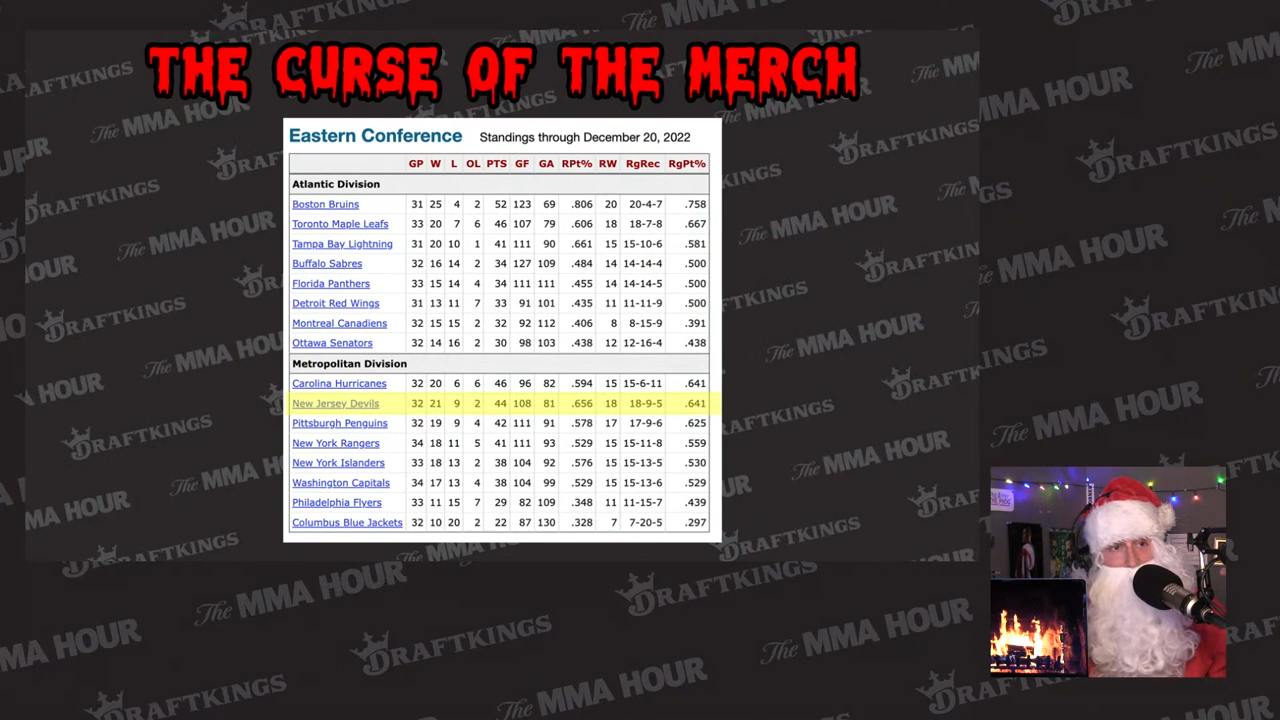 THE CURSE OF THE MERCH
Eastern Conference Standings through December 20, 2022
GP W L OL PTS GF GA RPt% RW RgRec RgPt%
Atlantic Division
Boston Bruins 31 25 4 2 52 123 69 .806 20 20-4-7 .758
Toronto Maple Leafs 33 20 7 6 46 107 79 .606 18 18-7-8 .667
Tampa Bay Lightning 31 20 10 1 41 111 90 .661 15 15-10-6 .581
Buffalo Sabres 32 16 14 2 34 127 109 .484 14 14-14-4 .500
Florida Panthers 33 15 14 4 34 111 111 .455 14 14-14-5 .500
Detroit Red Wings 31 13 11 7 33 91 101 .435 11 11-11-9 .500
Montreal Canadiens 32 15 15 2 32 92 112 .406 8 8-15-9 .391
Ottawa Senators 32 14 16 2 30 98 103 .438 12 12-16-4 .438
Metropolitan Division
Carolina Hurricanes 32 20 6 6 46 96 82 .594 15 15-6-11 .641
New Jersey Devils 32 21 9 2 44 108 81 .656 18 18-9-5 .641
Pittsburgh Penguins 32 19 9 4 42 111 91 .578 17 17-9-6 .625
New York Rangers 34 18 11 5 41 111 93 .529 15 15-11-8 .559
New York Islanders 33 18 13 2 38 104 92 .576 15 15-13-5 .530
Washington Capitals 34 17 13 4 38 104 99 .529 15 15-13-6 .529
Philadelphia Flyers 33 11 15 7 29 82 109 .348 11 11-15-7 .439
Columbus Blue Jackets 32 10 20 2 22 87 130 .328 7 7-20-5 .297
The MMA HOUR
DRAFTKINGS